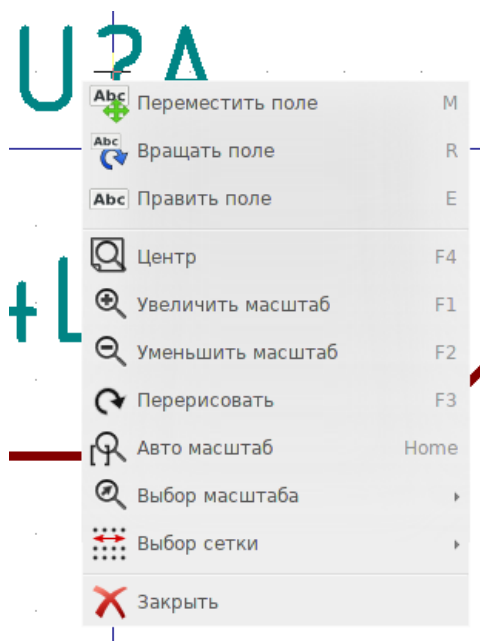 U?A
Abc Переместить поле M
Abc Вращать поле R
Abc Править поле E
Центр F4
Увеличить масштаб F1
Уменьшить масштаб F2
Перерисовать F3
Авто масштаб Home
Выбор масштаба
Выбор сетки
Закрыть